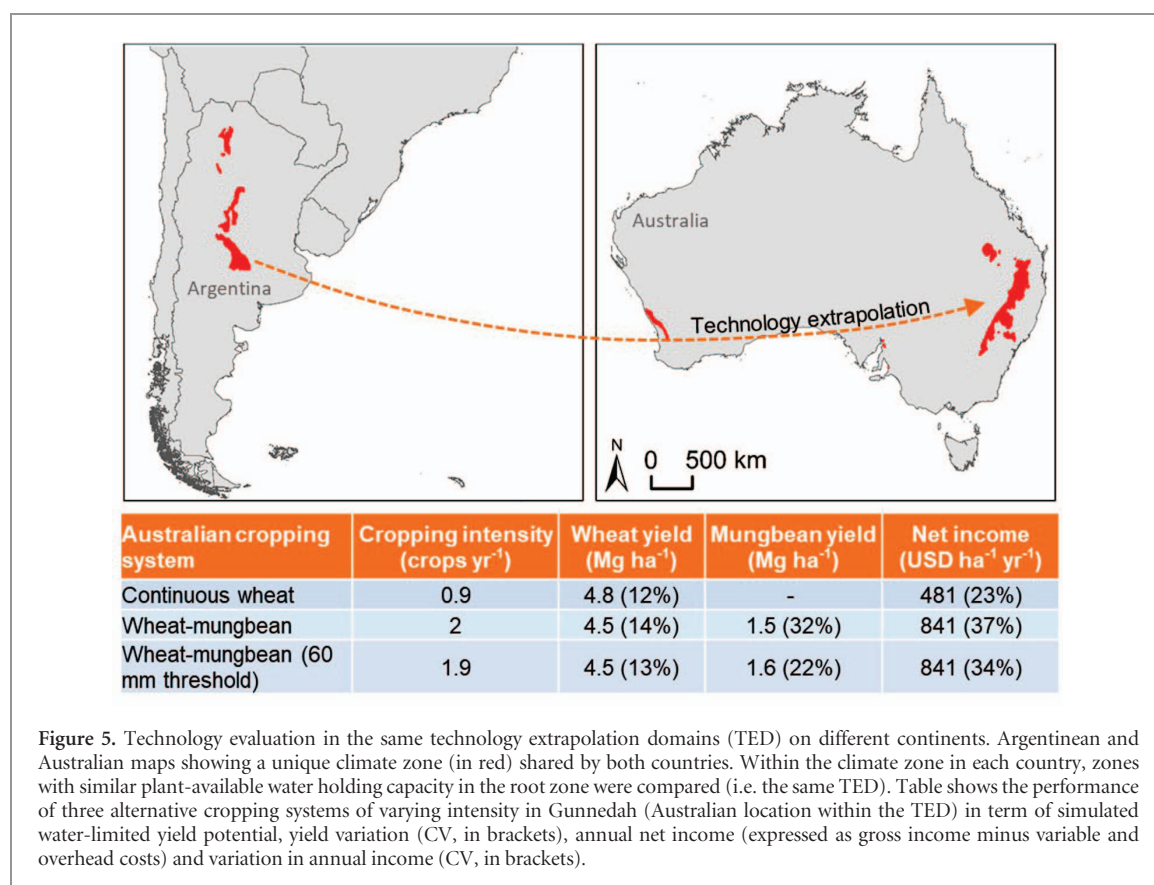 Argentina
Australia
Technology extrapolation
N
0 500 km
Australian cropping system Cropping intensity (crops yr⁻¹) Wheat yield (Mg ha⁻¹) Mungbean yield (Mg ha⁻¹) Net income (USD ha⁻¹ yr⁻¹)
Continuous wheat 0.9 4.8 (12%) - 481 (23%)
Wheat-mungbean 2 4.5 (14%) 1.5 (32%) 841 (37%)
Wheat-mungbean (60 mm threshold) 1.9 4.5 (13%) 1.6 (22%) 841 (34%)
Figure 5. Technology evaluation in the same technology extrapolation domains (TED) on different continents. Argentinean and
Australian maps showing a unique climate zone (in red) shared by both countries. Within the climate zone in each country, zones
with similar plant-available water holding capacity in the root zone were compared (i.e. the same TED). Table shows the performance
of three alternative cropping systems of varying intensity in Gunnedah (Australian location within the TED) in term of simulated
water-limited yield potential, yield variation (CV, in brackets), annual net income (expressed as gross income minus variable and
overhead costs) and variation in annual income (CV, in brackets).